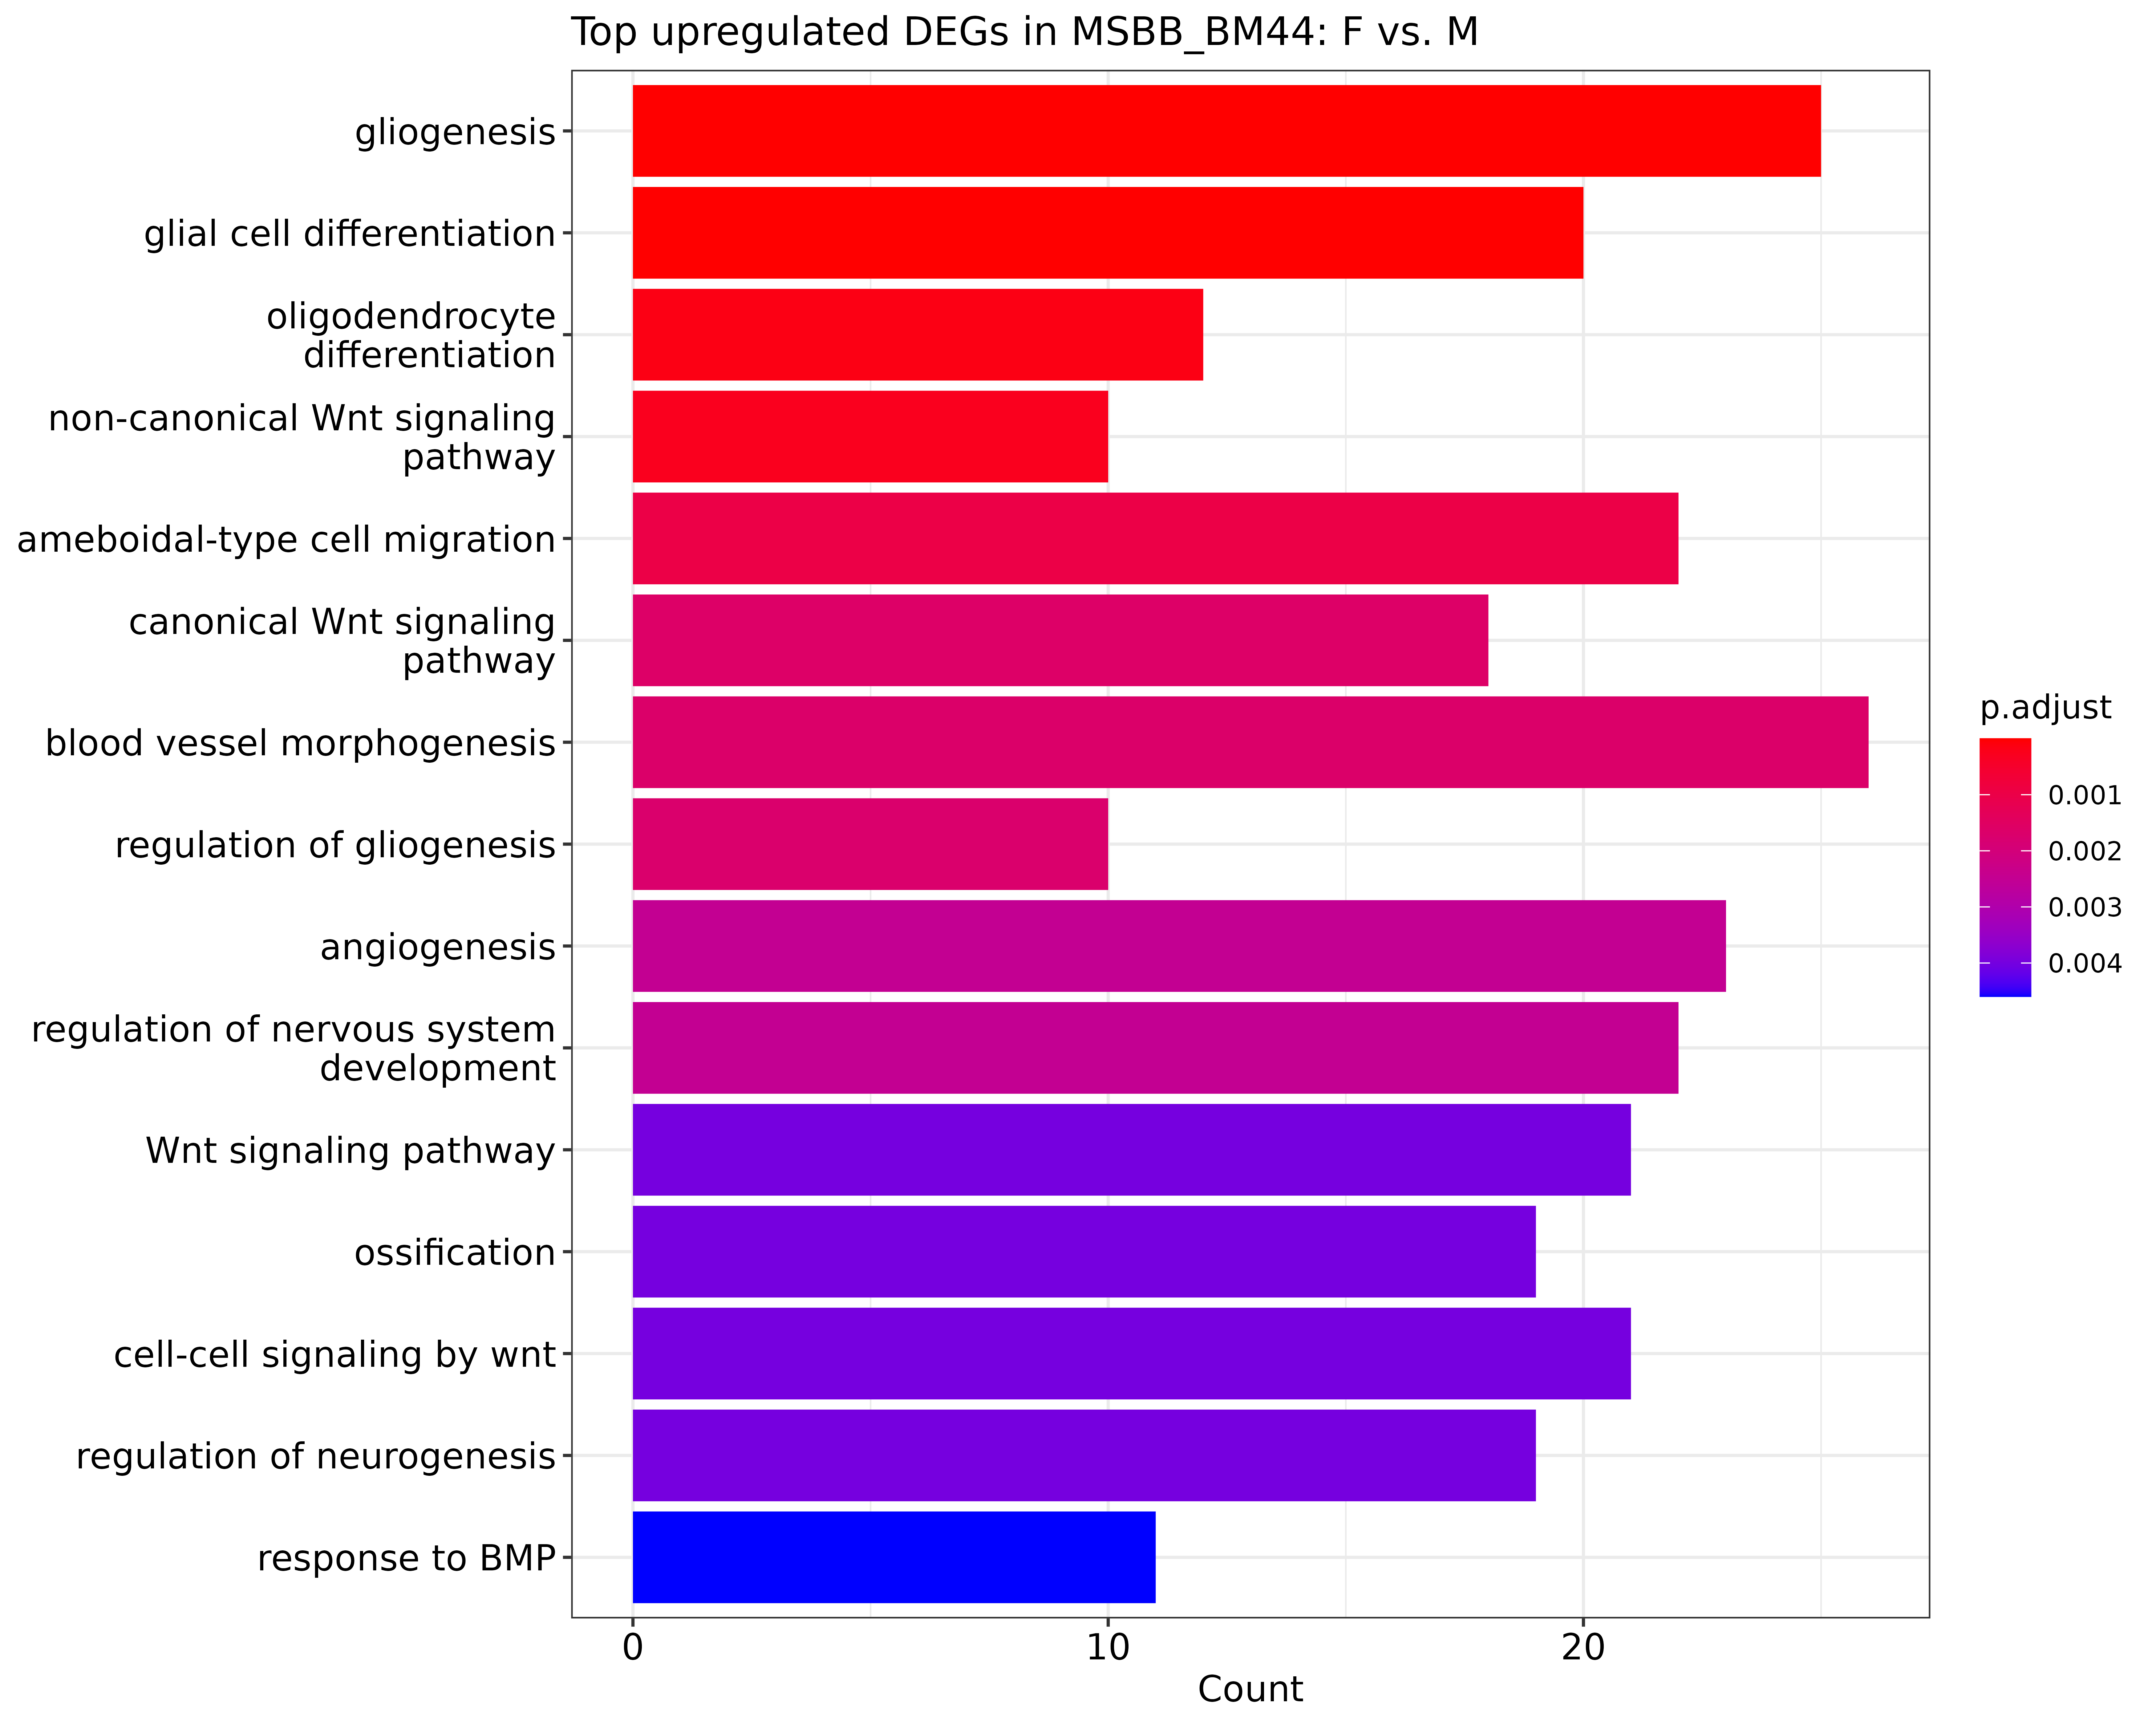 Top upregulated DEGs in MSBB_BM44: F vs. M
gliogenesis
glial cell differentiation
oligodendrocyte
differentiation
non-canonical Wnt signaling
pathway
ameboidal-type cell migration
canonical Wnt signaling
pathway
blood vessel morphogenesis
regulation of gliogenesis
angiogenesis
regulation of nervous system
development
Wnt signaling pathway
ossification
cell-cell signaling by wnt
regulation of neurogenesis
response to BMP
0 10 20
Count
p.adjust
0.001
0.002
0.003
0.004